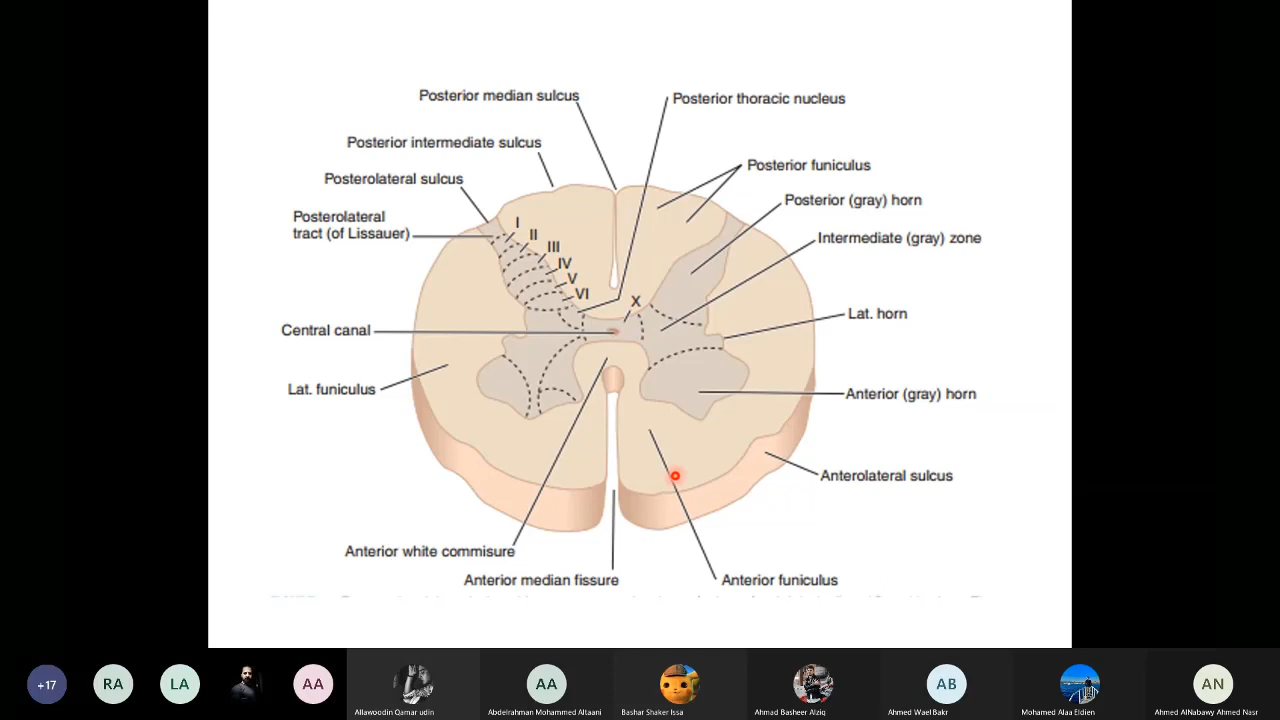 Posterior median sulcus
Posterior thoracic nucleus
Posterior intermediate sulcus
Posterior funiculus
Posterolateral sulcus
Posterior (gray) horn
Posterolateral
tract (of Lissauer)
I
II
III
IV
V
VI
X
Intermediate (gray) zone
Central canal
Lat. horn
Lat. funiculus
Anterior (gray) horn
Anterolateral sulcus
Anterior white commisure
Anterior median fissure
Anterior funiculus
+17
RA
LA
AA
AA
AB
AN
Allawoodin Qamar udin
Abdelrahman Mohammed Altaani
Bashar Shaker Issa
Ahmad Basheer Alziq
Ahmed Wael Bakr
Mohamed Alaa Eldien
Ahmed AlNabawy Ahmed Nasr